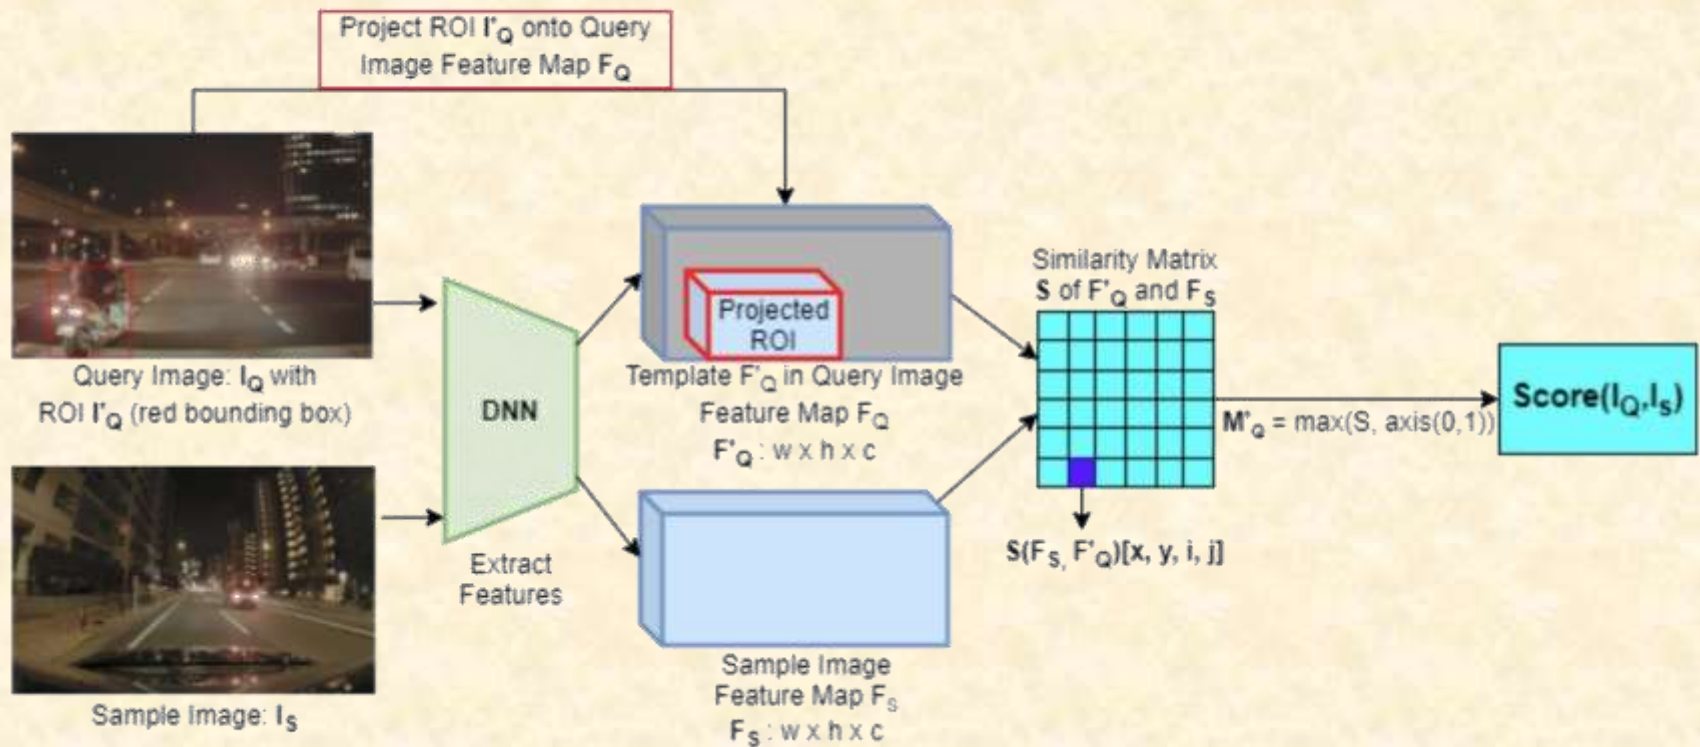 Project ROI I'Q onto Query
Image Feature Map FQ
Query Image: IQ with
ROI I'Q (red bounding box)
Sample Image: IS
DNN
Extract
Features
Projected
ROI
Template F'Q in Query Image
Feature Map FQ
F'Q : w x h x c
Sample Image
Feature Map FS
FS : w x h x c
Similarity Matrix
S of F'Q and FS
S(FS, F'Q)[x, y, i, j]
M'Q = max(S, axis(0,1))
Score(IQ,Is)